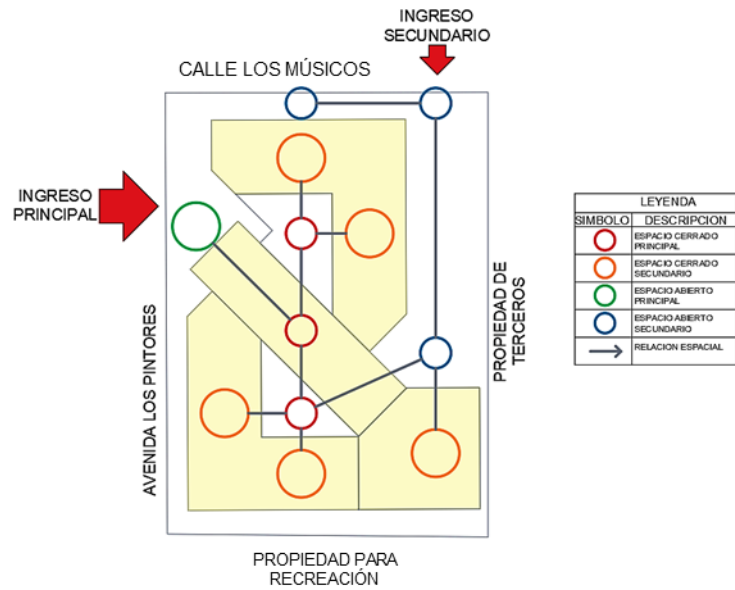 INGRESO
SECUNDARIO
CALLE LOS MÚSICOS
INGRESO
PRINCIPAL
AVENIDA LOS PINTORES
PROPIEDAD DE
TERCEROS
PROPIEDAD PARA
RECREACIÓN
LEYENDA
SIMBOLO DESCRIPCION
ESPACIO CERRADO
PRINCIPAL
ESPACIO CERRADO
SECUNDARIO
ESPACIO ABIERTO
PRINCIPAL
ESPACIO ABIERTO
SECUNDARIO
RELACION ESPACIAL